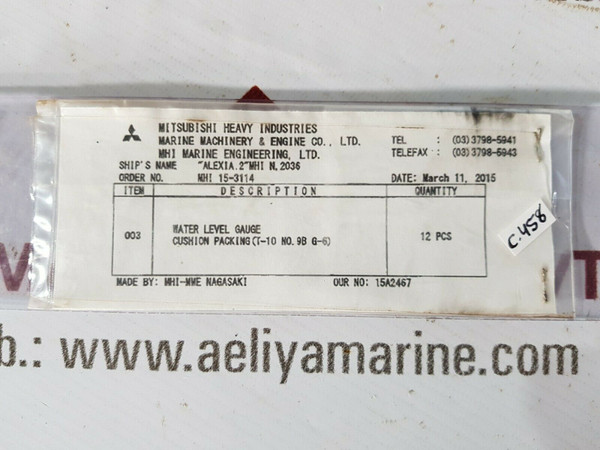 MITSUBISHI HEAVY INDUSTRIES
MARINE MACHINERY & ENGINE CO., LTD. TEL : (03)3798-5941
MHI MARINE ENGINEERING, LTD. TELEFAX : (03)3798-5943
SHIP'S NAME "ALEXIA.2"MHI N.2036
ORDER NO. MHI 15-3114 DATE: March 11, 2015
ITEM DESCRIPTION QUANTITY
003 WATER LEVEL GAUGE
CUSHION PACKING(T-10 NO.9B G-6) 12 PCS
C.458
MADE BY: MHI-MME NAGASAKI OUR NO: 15A2467
b.: www.aeliyamarine.com